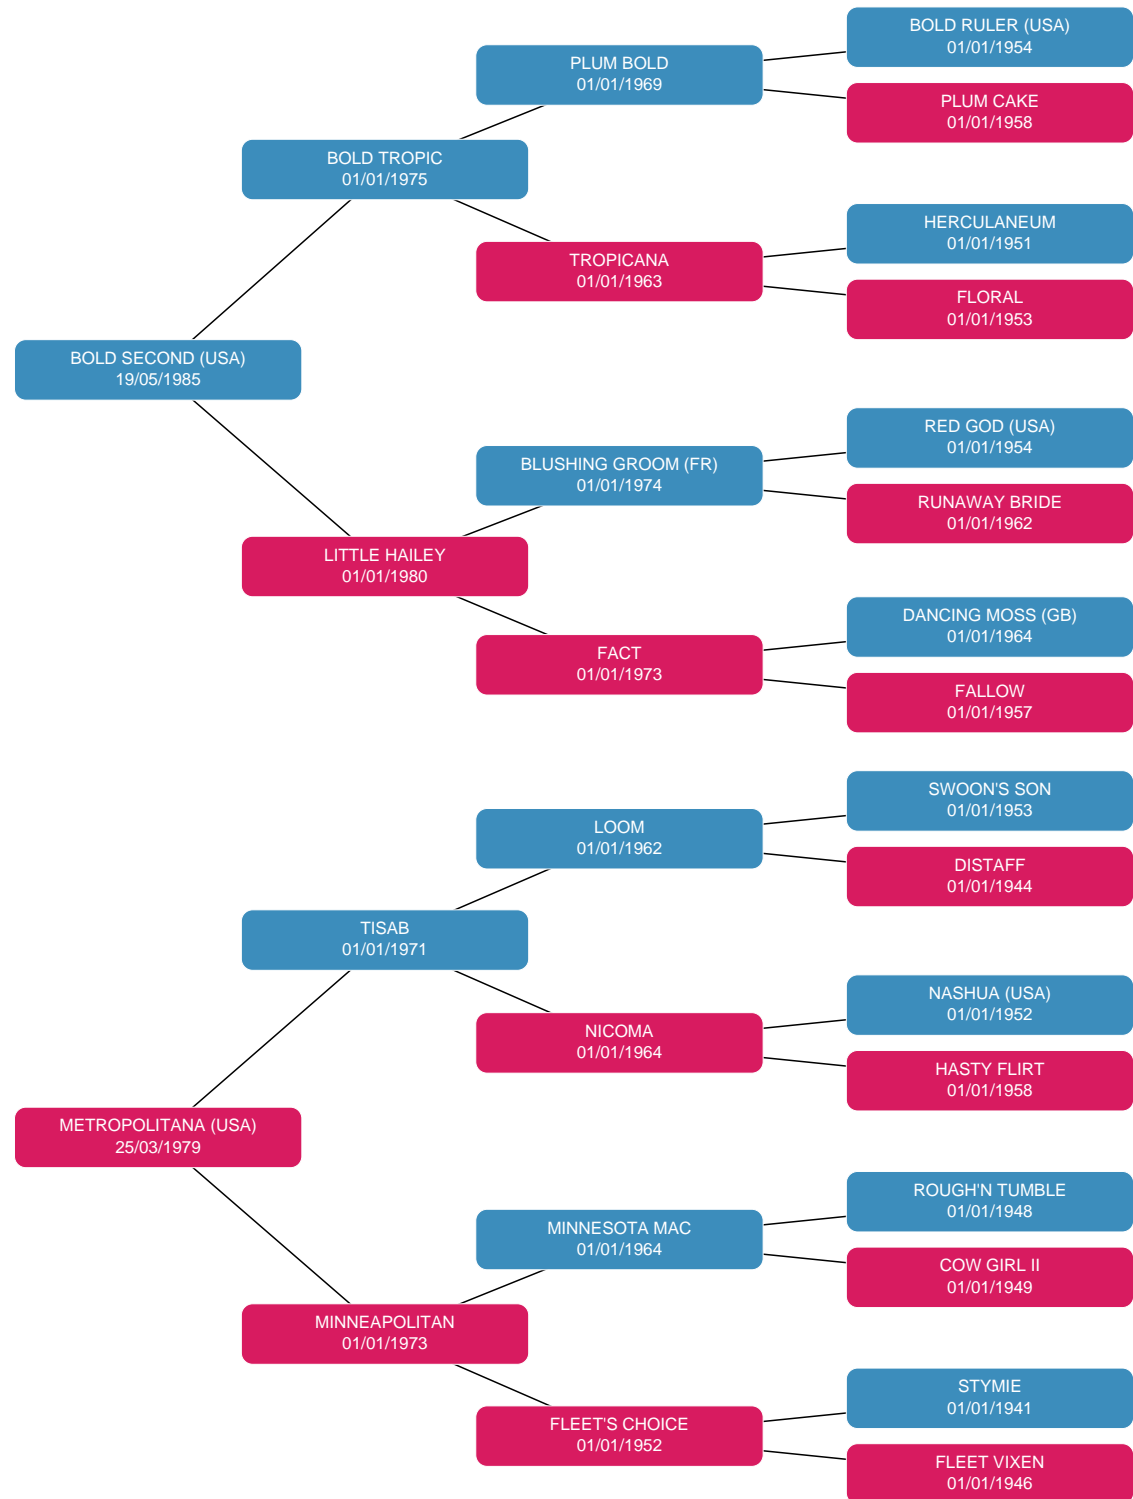 BOLD RULER (USA)
01/01/1954
PLUM BOLD
01/01/1969
PLUM CAKE
01/01/1958
BOLD TROPIC
01/01/1975
HERCULANEUM
01/01/1951
TROPICANA
01/01/1963
FLORAL
01/01/1953
BOLD SECOND (USA)
19/05/1985
RED GOD (USA)
01/01/1954
BLUSHING GROOM (FR)
01/01/1974
RUNAWAY BRIDE
01/01/1962
LITTLE HAILEY
01/01/1980
DANCING MOSS (GB)
01/01/1964
FACT
01/01/1973
FALLOW
01/01/1957
SWOON'S SON
01/01/1953
LOOM
01/01/1962
DISTAFF
01/01/1944
TISAB
01/01/1971
NASHUA (USA)
01/01/1952
NICOMA
01/01/1964
HASTY FLIRT
01/01/1958
METROPOLITANA (USA)
25/03/1979
ROUGH'N TUMBLE
01/01/1948
MINNESOTA MAC
01/01/1964
COW GIRL II
01/01/1949
MINNEAPOLITAN
01/01/1973
STYMIE
01/01/1941
FLEET'S CHOICE
01/01/1952
FLEET VIXEN
01/01/1946